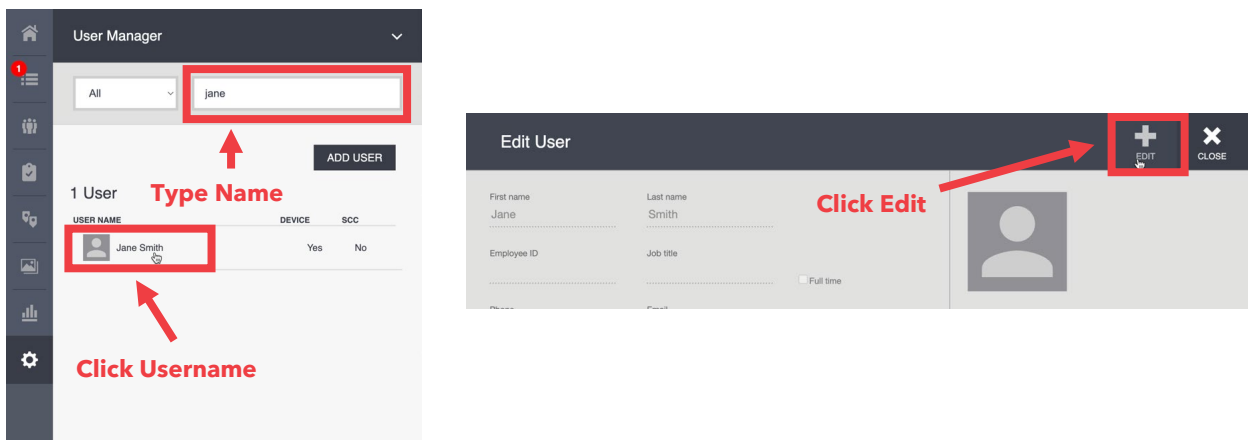 User Manager
1
All
jane
ADD USER
1 User
Type Name
USER NAME DEVICE SCC
Jane Smith Yes No
Click Username
Edit User
EDIT
CLOSE
Click Edit
First name Last name
Jane Smith
Employee ID Job title
Full time
Phone Email